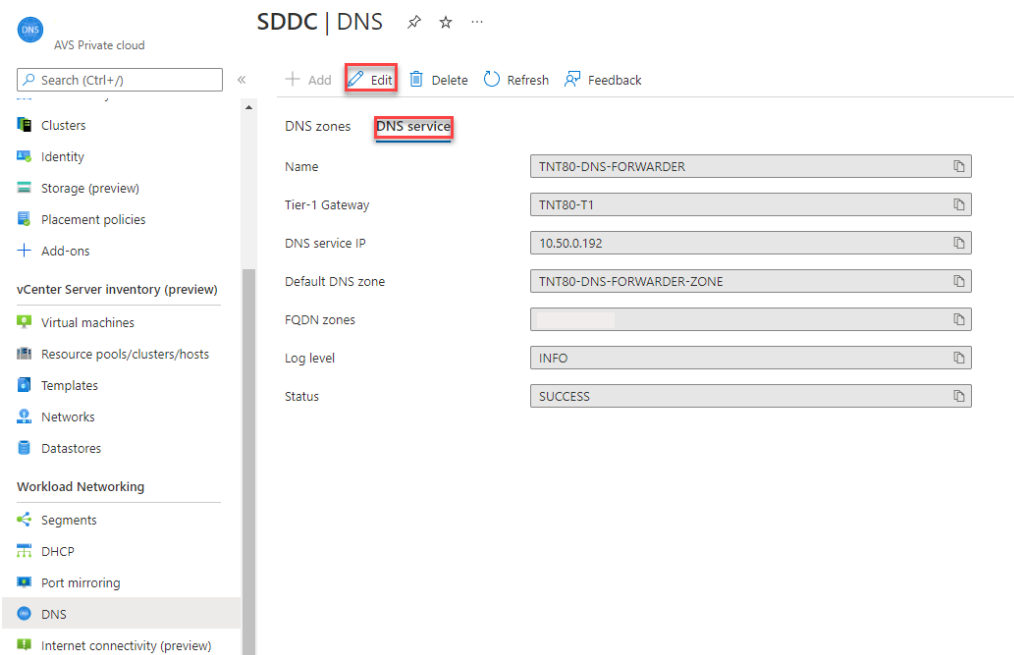 SDDC | DNS
DNS
AVS Private cloud
Search (Ctrl+/)
«
Clusters
Identity
Storage (preview)
Placement policies
Add-ons
vCenter Server inventory (preview)
Virtual machines
Resource pools/clusters/hosts
Templates
Networks
Datastores
Workload Networking
Segments
DHCP
Port mirroring
DNS
Internet connectivity (preview)
Add Edit Delete Refresh Feedback
DNS zones DNS service
Name TNT80-DNS-FORWARDER
Tier-1 Gateway TNT80-T1
DNS service IP 10.50.0.192
Default DNS zone TNT80-DNS-FORWARDER-ZONE
FQDN zones
Log level INFO
Status SUCCESS